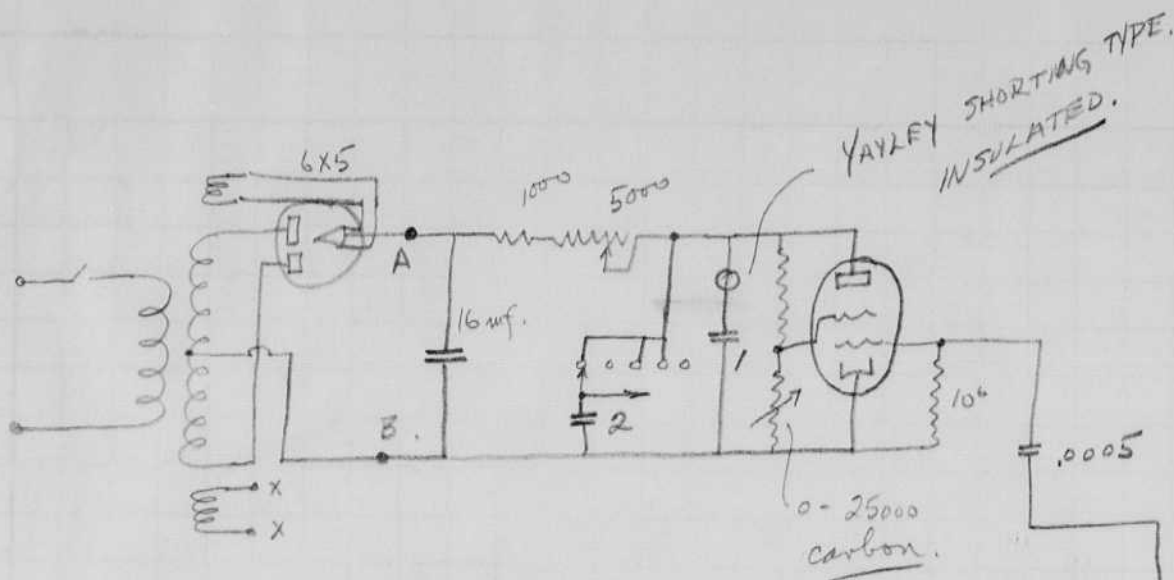 YAXLEY SHORTING TYPE.
INSULATED.
6X5
1000
5000
A
16 mf.
1
2
B.
10⁶
.0005
X
X
0-25000
carbon.